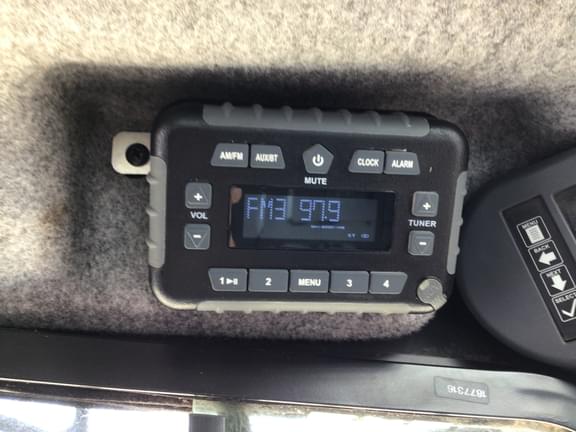 AM/FM AUX/BT CLOCK ALARM
MUTE
+ +
VOL FM3 97.9 TUNER
- -
1 2 MENU 3 4
MENU
BACK
NEXT
SELECT
1877316